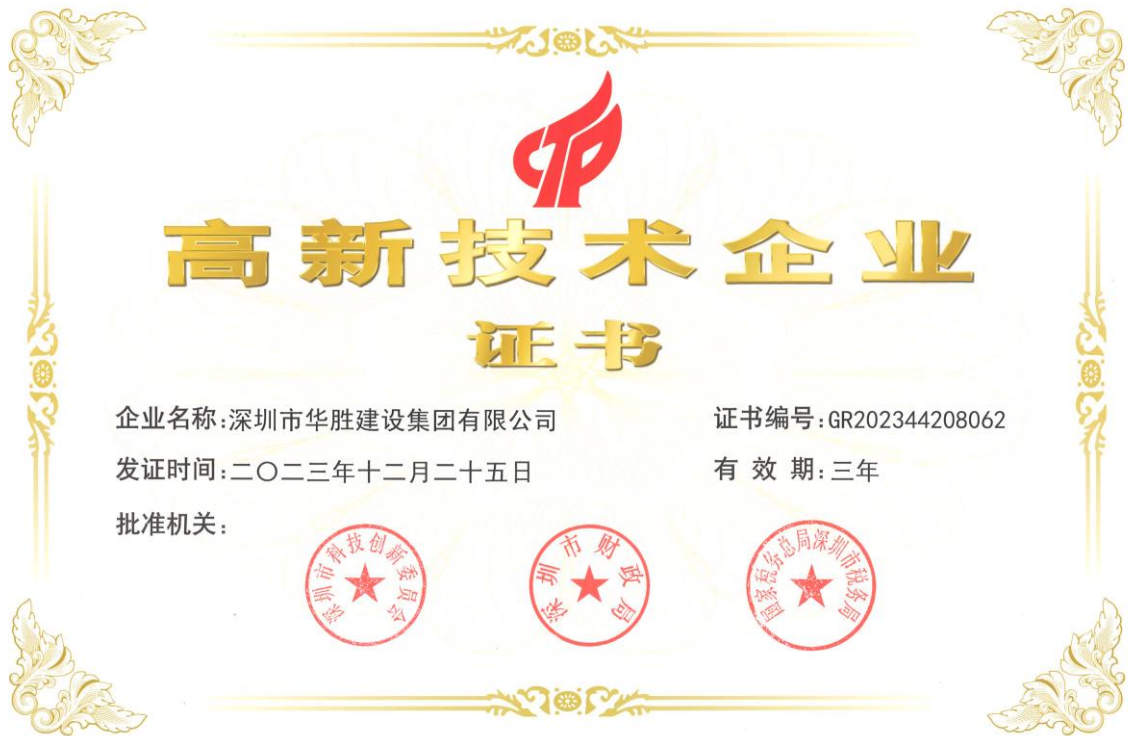 高新技术企业
证书
企业名称:深圳市华胜建设集团有限公司
证书编号:GR202344208062
发证时间:二〇二三年十二月二十五日
有 效 期:三年
批准机关:
深圳市科技创新委员会
深圳市财政局
国家税务总局深圳市税务局